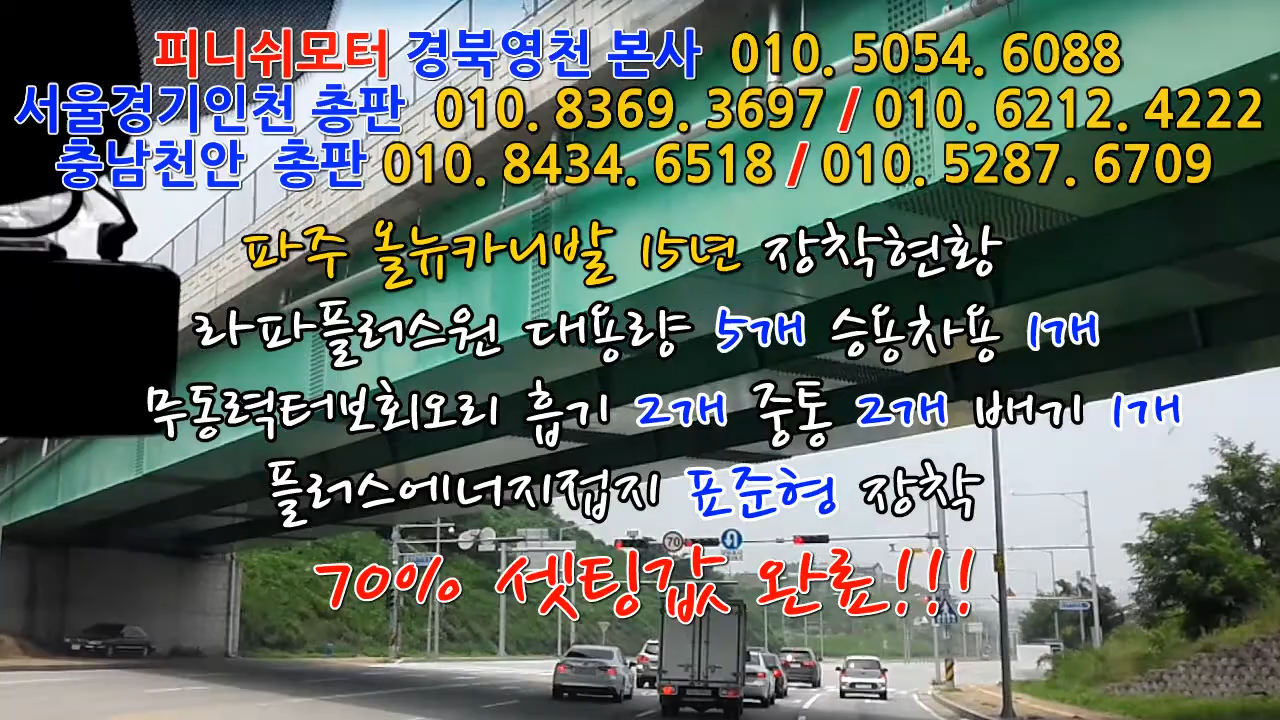 피니쉬모터 경북영천 본사 010. 5054. 6088
서울경기인천 총판 010. 8369. 3697 / 010. 6212. 4222
충남천안 총판 010. 8434. 6518 / 010. 5287. 6709
파주 올뉴카니발 15년 장착현황
라파플러스원 대용량 5개 승용차용 1개
무동력터보회오리 흡기 2개 중통 2개 배기 1개
플러스에너지접지 표준형 장착
70% 셋팅값 완료!!!
70